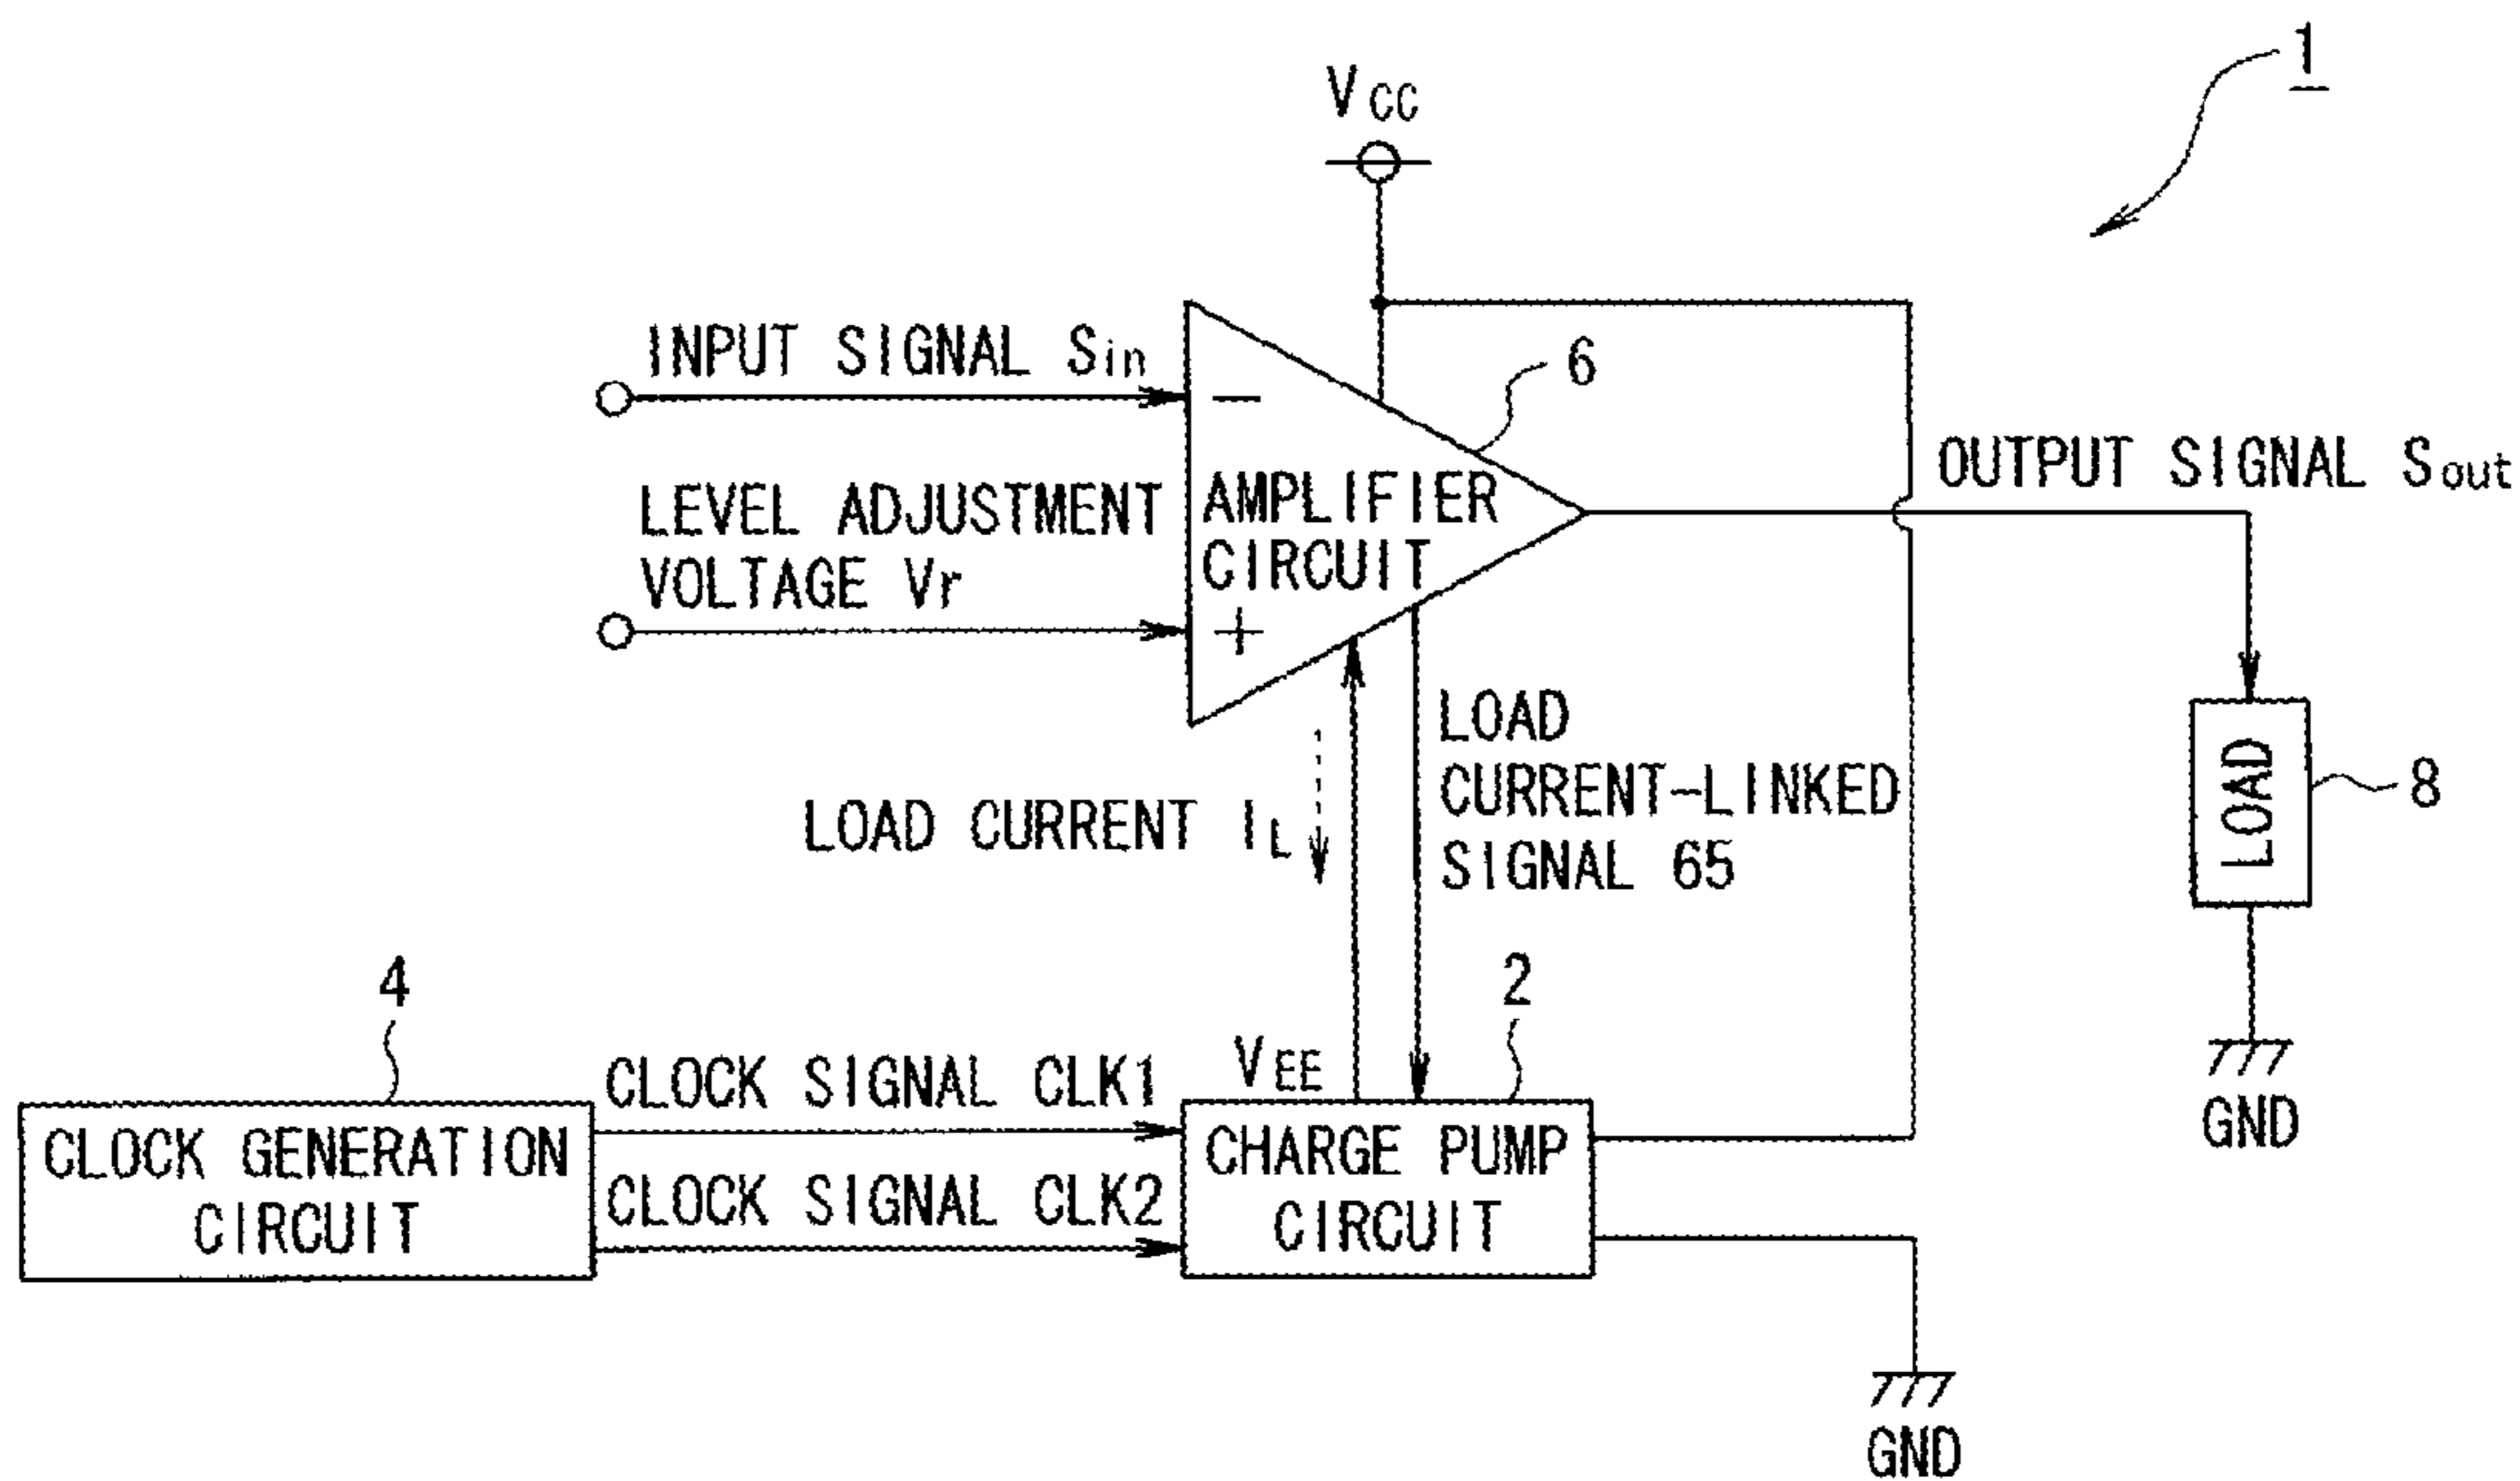 1
VCC
INPUT SIGNAL Sin
6
−
OUTPUT SIGNAL Sout
LEVEL ADJUSTMENT
VOLTAGE Vr
AMPLIFIER
CIRCUIT
+
LOAD
CURRENT-LINKED
SIGNAL 65
LOAD CURRENT IL
LOAD
8
GND
4
2
VEE
CLOCK SIGNAL CLK1
CLOCK GENERATION
CIRCUIT
CLOCK SIGNAL CLK2
CHARGE PUMP
CIRCUIT
GND